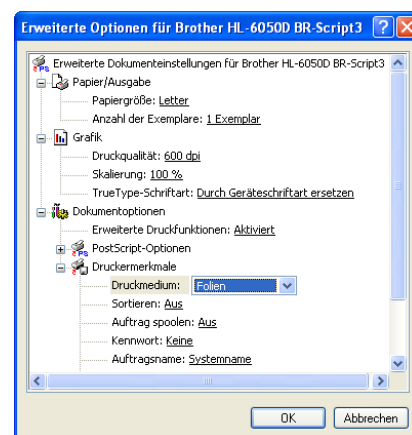 Erweiterte Optionen für Brother HL-6050D BR-Script3
Erweiterte Dokumenteinstellungen für Brother HL-6050D BR-Script3
Papier/Ausgabe
Papiergröße: Letter
Anzahl der Exemplare: 1 Exemplar
Grafik
Druckqualität: 600 dpi
Skalierung: 100 %
TrueType-Schriftart: Durch Geräteschriftart ersetzen
Dokumentoptionen
Erweiterte Druckfunktionen: Aktiviert
PostScript-Optionen
Druckermerkmale
Druckmedium: Folien
Sortieren: Aus
Auftrag spoolen: Aus
Kennwort: Keine
Auftragsname: Systemname
OK Abbrechen